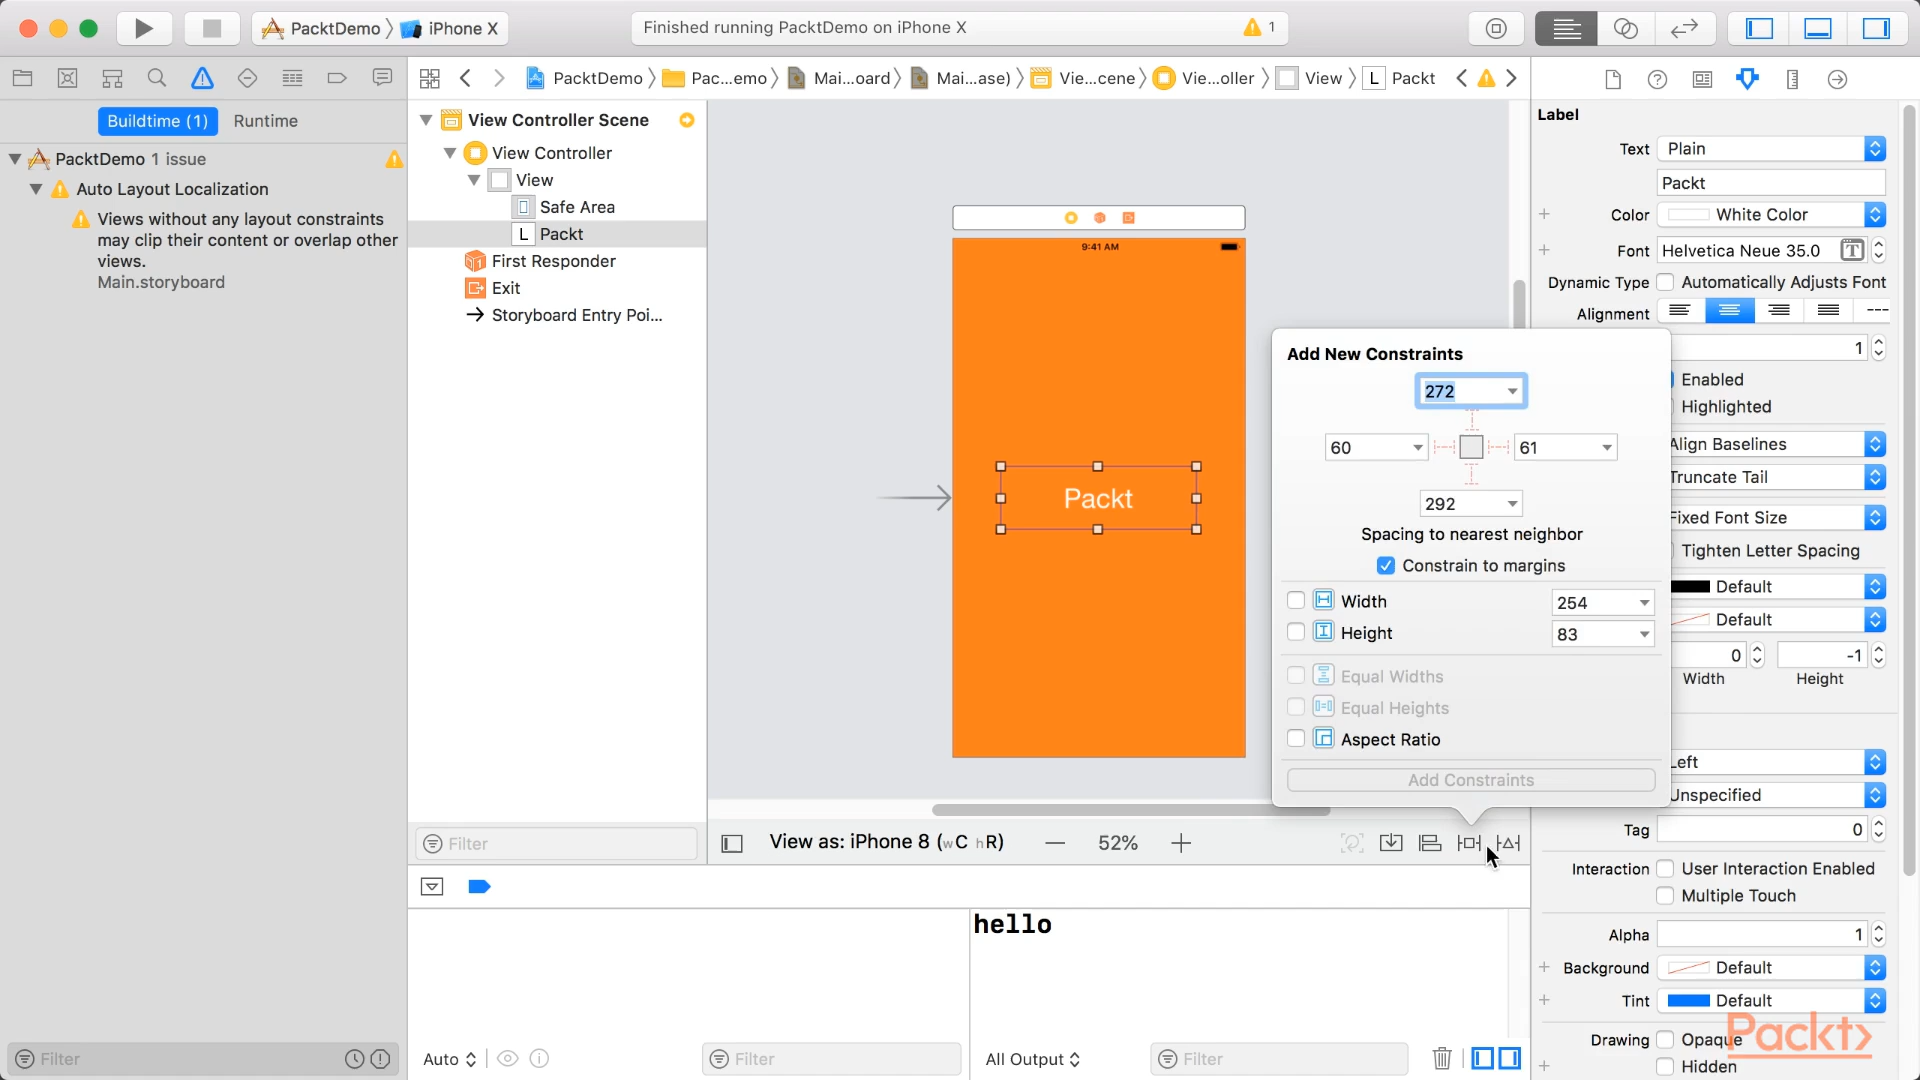 PacktDemo
iPhone X
Finished running PacktDemo on iPhone X
1
PacktDemo
Pac...emo
Mai...oard
Mai...ase)
Vie...cene
Vie...oller
View
L Packt
Buildtime (1)
Runtime
PacktDemo 1 issue
Auto Layout Localization
Views without any layout constraints
may clip their content or overlap other
views.
Main.storyboard
Filter
View Controller Scene
View Controller
View
Safe Area
L Packt
First Responder
Exit
Storyboard Entry Poi...
Filter
9:41 AM
Packt
View as: iPhone 8 (wC hR)
52%
Add New Constraints
272
60
61
292
Spacing to nearest neighbor
Constrain to margins
Width 254
Height 83
Equal Widths
Equal Heights
Aspect Ratio
Add Constraints
hello
Auto
Filter
All Output
Filter
Label
Text Plain
Packt
Color White Color
Font Helvetica Neue 35.0
Dynamic Type Automatically Adjusts Font
Alignment
1
Enabled
Highlighted
Align Baselines
Truncate Tail
Fixed Font Size
Tighten Letter Spacing
Default
Default
0 -1
Width Height
Left
Unspecified
Tag 0
Interaction User Interaction Enabled
Multiple Touch
Alpha 1
Background Default
Tint Default
Drawing Opaque
Hidden
Packt>